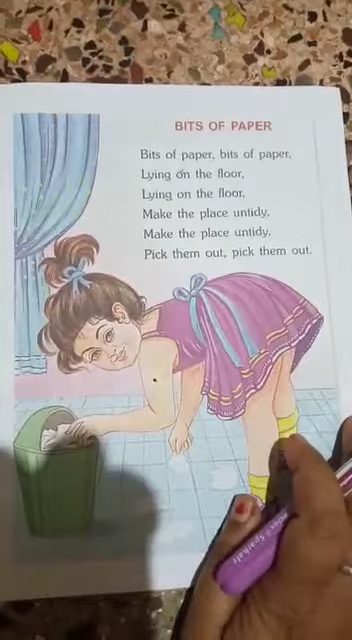 BITS OF PAPER
Bits of paper, bits of paper,
Lying on the floor,
Lying on the floor,
Make the place untidy,
Make the place untidy.
Pick them out, pick them out.